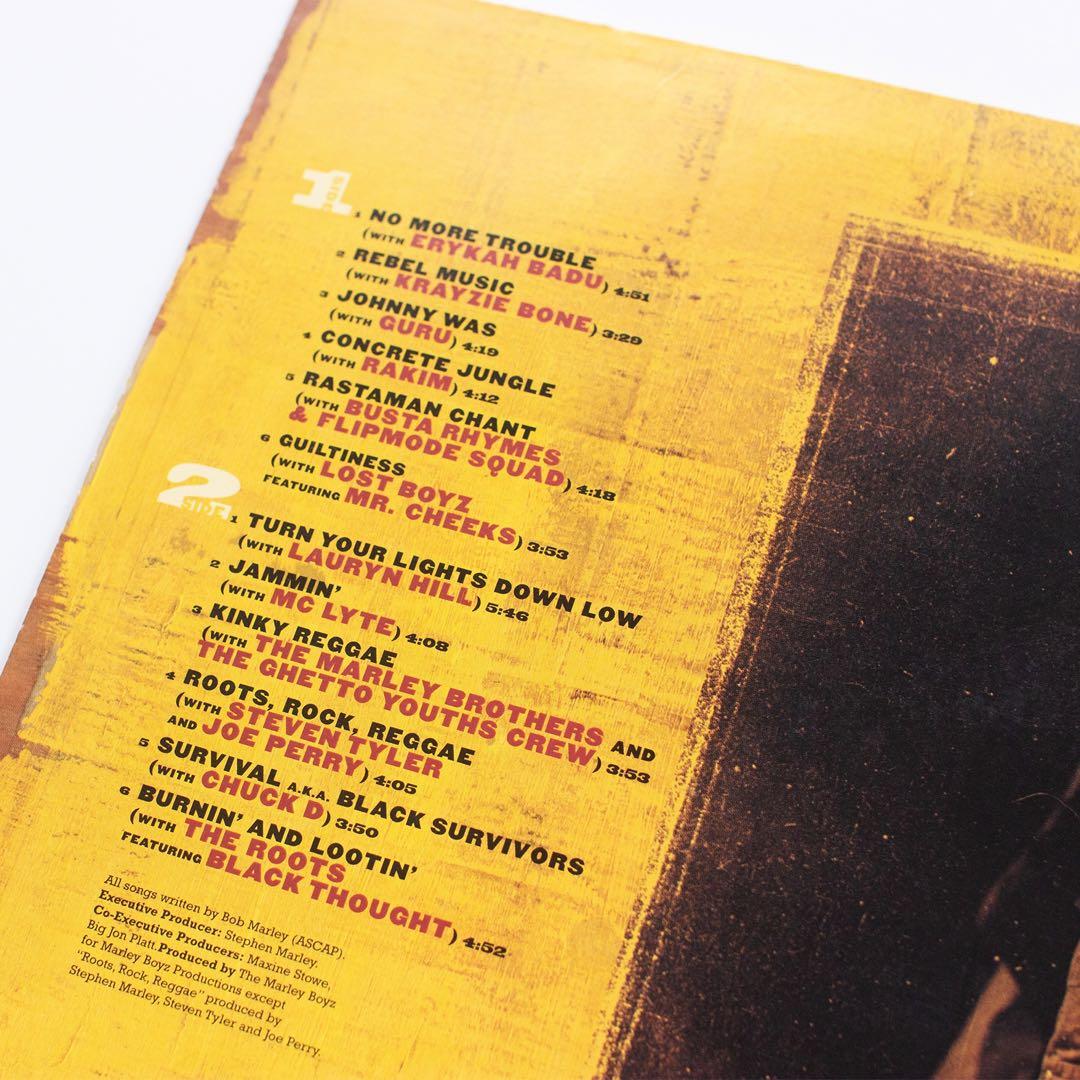 1 SIDE
1 NO MORE TROUBLE
(WITH ERYKAH BADU) 4:51
2 REBEL MUSIC
(WITH KRAYZIE BONE) 3:29
3 JOHNNY WAS
(WITH GURU) 4:19
4 CONCRETE JUNGLE
(WITH RAKIM) 4:12
5 RASTAMAN CHANT
(WITH BUSTA RHYMES
& FLIPMODE SQUAD) 4:18
6 GUILTINESS
(WITH LOST BOYZ
FEATURING MR. CHEEKS) 3:53
2 SIDE
1 TURN YOUR LIGHTS DOWN LOW
(WITH LAURYN HILL) 5:46
2 JAMMIN'
(WITH MC LYTE) 4:08
3 KINKY REGGAE
(WITH THE MARLEY BROTHERS AND
THE GHETTO YOUTHS CREW) 3:53
4 ROOTS, ROCK, REGGAE
(WITH STEVEN TYLER
AND JOE PERRY) 4:05
5 SURVIVAL A.K.A. BLACK SURVIVORS
(WITH CHUCK D) 3:50
6 BURNIN' AND LOOTIN'
(WITH THE ROOTS
FEATURING BLACK THOUGHT) 4:52
All songs written by Bob Marley (ASCAP).
Executive Producer: Stephen Marley.
Co-Executive Producers: Maxine Stowe,
Big Jon Platt. Produced by The Marley Boyz
for Marley Boyz Productions except
"Roots, Rock, Reggae" produced by
Stephen Marley, Steven Tyler and Joe Perry.